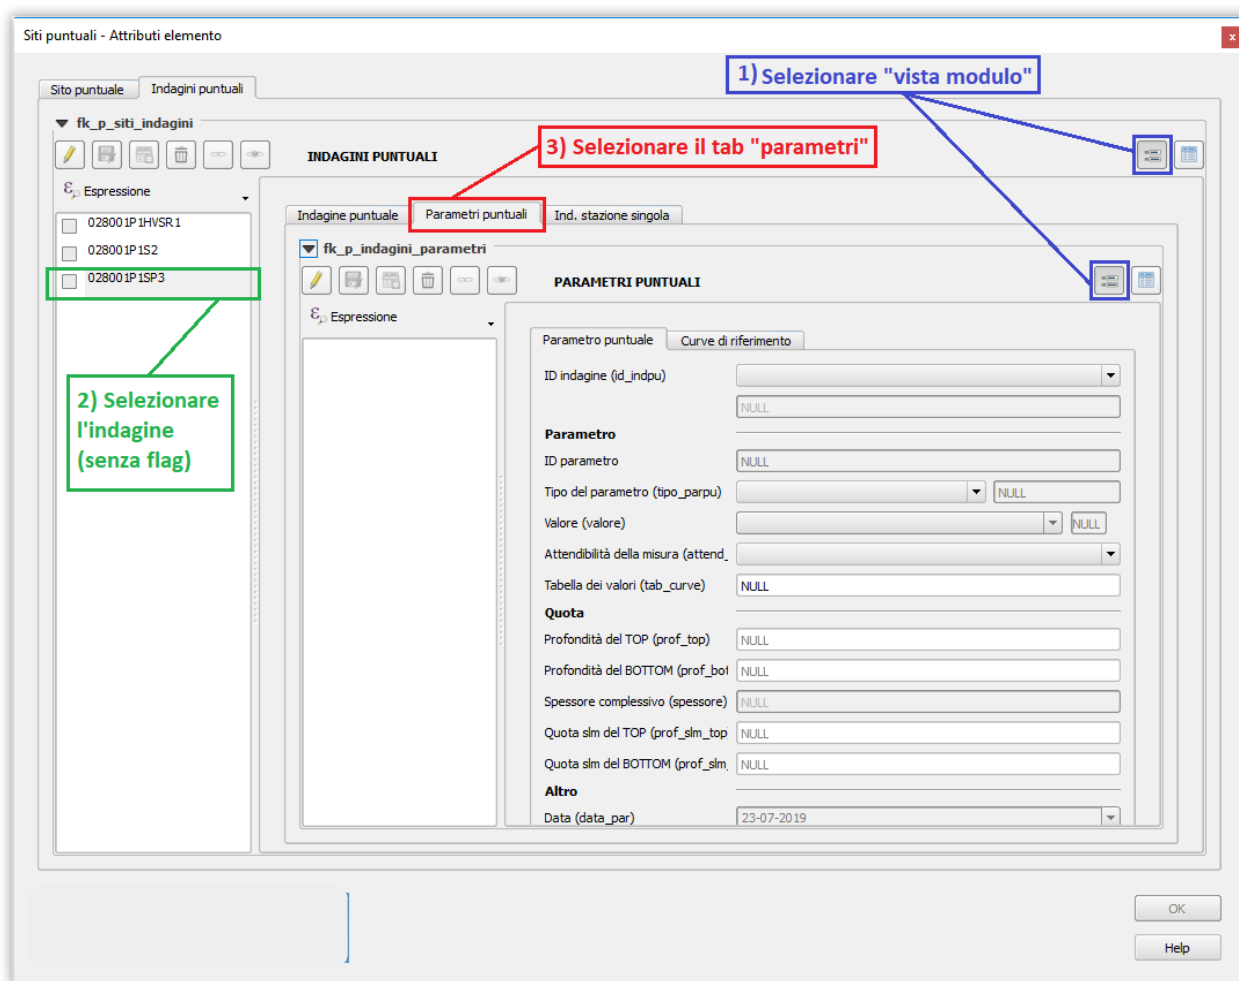 Siti puntuali - Attributi elemento
x
1) Selezionare "vista modulo"
Sito puntuale
Indagini puntuali
fk_p_siti_indagini
INDAGINI PUNTUALI
3) Selezionare il tab "parametri"
Espressione
028001P1HVSR1
028001P1S2
028001P1SP3
2) Selezionare
l'indagine
(senza flag)
Indagine puntuale
Parametri puntuali
Ind. stazione singola
fk_p_indagini_parametri
PARAMETRI PUNTUALI
Espressione
Parametro puntuale
Curve di riferimento
ID indagine (id_indpu)
NULL
Parametro
ID parametro
NULL
Tipo del parametro (tipo_parpu)
NULL
Valore (valore)
NULL
Attendibilità della misura (attend_
Tabella dei valori (tab_curve)
NULL
Quota
Profondità del TOP (prof_top)
NULL
Profondità del BOTTOM (prof_bot
NULL
Spessore complessivo (spessore)
NULL
Quota slm del TOP (prof_slm_top
NULL
Quota slm del BOTTOM (prof_slm_
NULL
Altro
Data (data_par)
23-07-2019
OK
Help